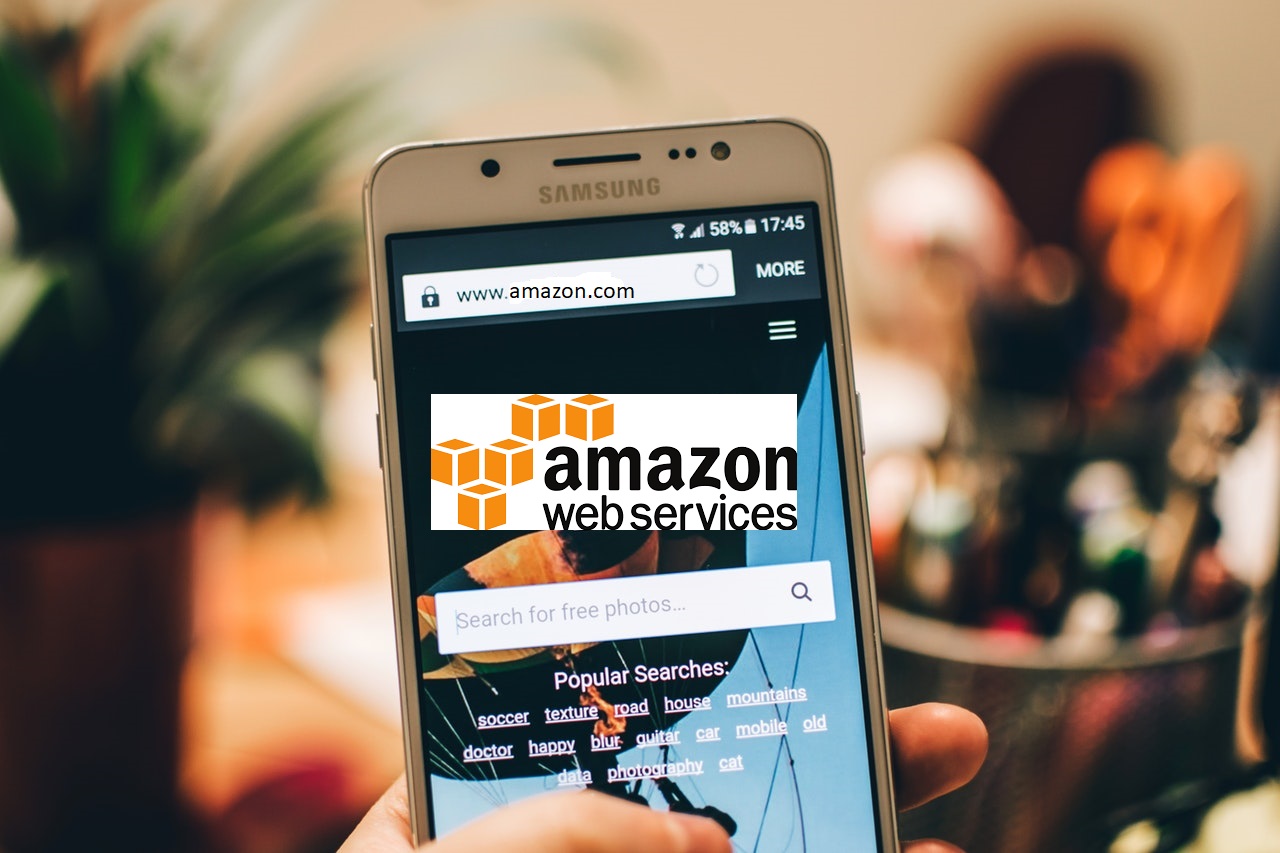 SAMSUNG
58% 17:45
www.amazon.com MORE
amazon
web services
Search for free photos...
Popular Searches:
soccer texture road house mountains
doctor happy blur guitar car mobile old
data photography cat